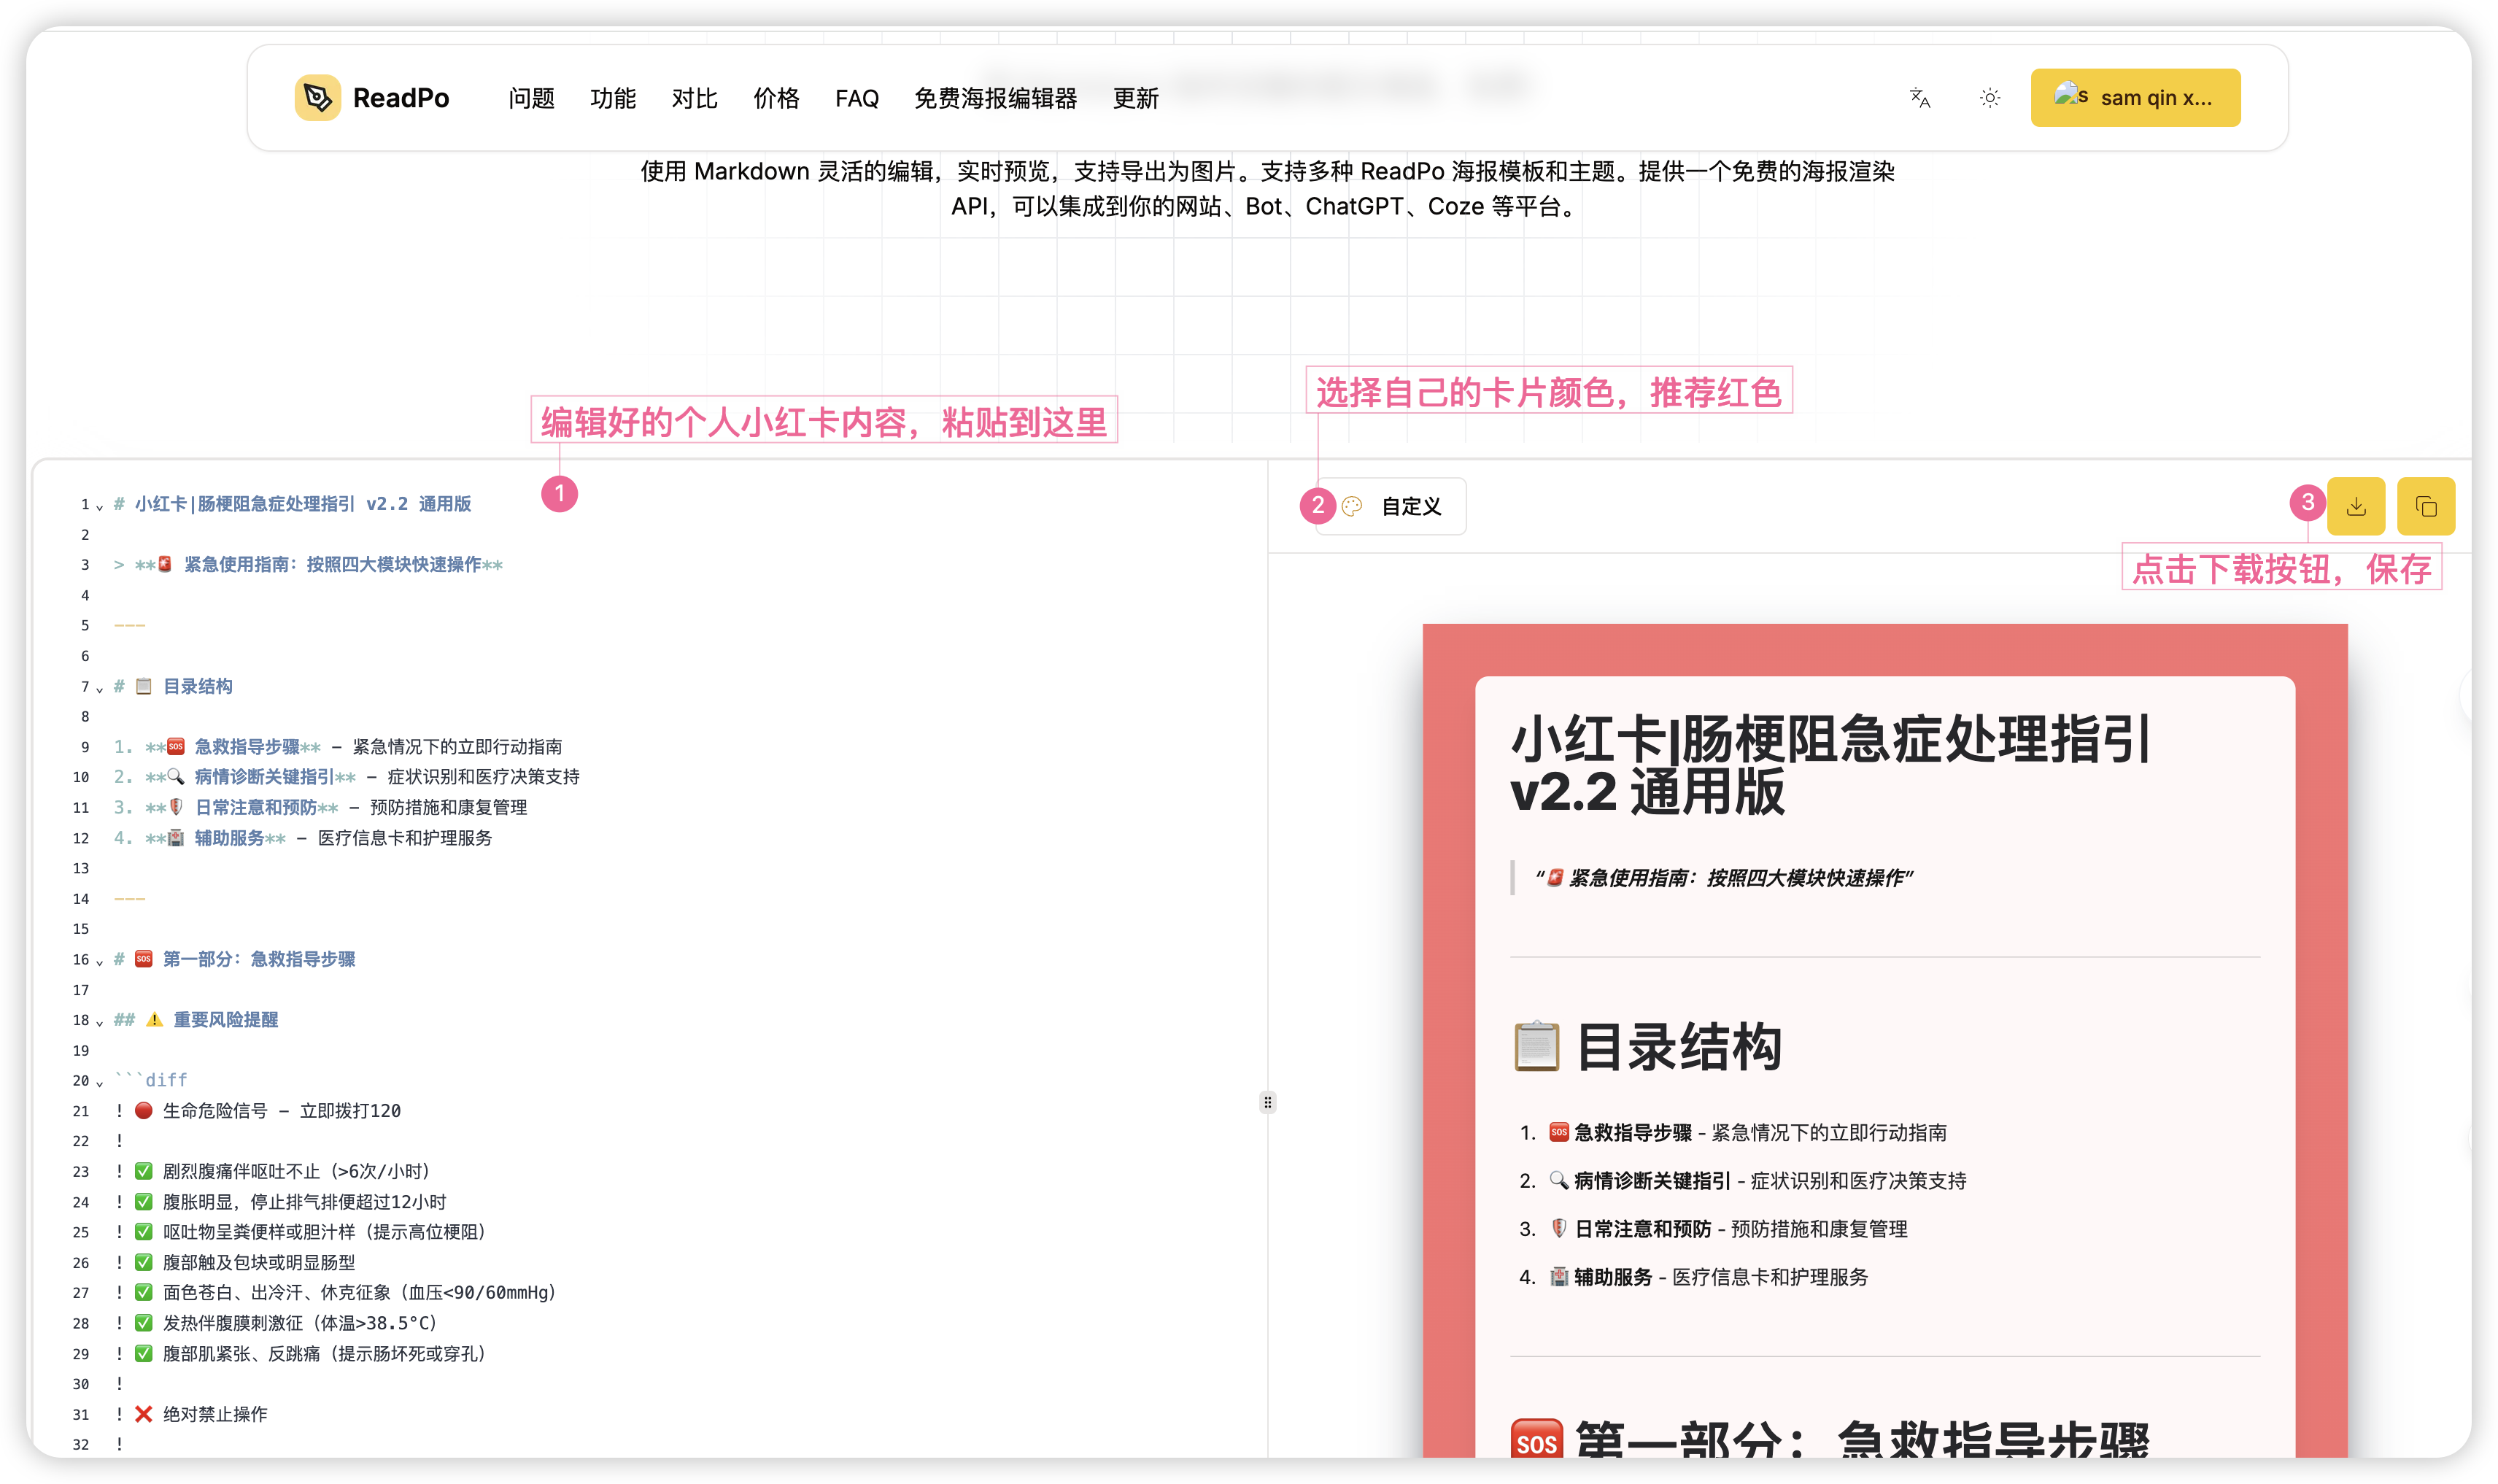 ReadPo 问题 功能 对比 价格 FAQ 免费海报编辑器 更新 s sam qin x...
使用 Markdown 灵活的编辑，实时预览，支持导出为图片。支持多种 ReadPo 海报模板和主题。提供一个免费的海报渲染
API，可以集成到你的网站、Bot、ChatGPT、Coze 等平台。
选择自己的卡片颜色，推荐红色
编辑好的个人小红卡内容，粘贴到这里
1
2 自定义
3
点击下载按钮，保存
1 # 小红卡|肠梗阻急症处理指引 v2.2 通用版
2
3 > **🚨 紧急使用指南：按照四大模块快速操作**
4
5 ---
6
7 # 📋 目录结构
8
9 1. **🆘 急救指导步骤** - 紧急情况下的立即行动指南
10 2. **🔍 病情诊断关键指引** - 症状识别和医疗决策支持
11 3. **🛡️ 日常注意和预防** - 预防措施和康复管理
12 4. **🏥 辅助服务** - 医疗信息卡和护理服务
13
14 ---
15
16 # 🆘 第一部分：急救指导步骤
17
18 ## ⚠️ 重要风险提醒
19
20 ```diff
21 ! 🔴 生命危险信号 - 立即拨打120
22 !
23 ! ✅ 剧烈腹痛伴呕吐不止（>6次/小时）
24 ! ✅ 腹胀明显，停止排气排便超过12小时
25 ! ✅ 呕吐物呈粪便样或胆汁样（提示高位梗阻）
26 ! ✅ 腹部触及包块或明显肠型
27 ! ✅ 面色苍白、出冷汗、休克征象（血压<90/60mmHg）
28 ! ✅ 发热伴腹膜刺激征（体温>38.5°C）
29 ! ✅ 腹部肌紧张、反跳痛（提示肠坏死或穿孔）
30 !
31 ! ❌ 绝对禁止操作
32 !
小红卡|肠梗阻急症处理指引
v2.2 通用版
“🚨 紧急使用指南：按照四大模块快速操作”
📋 目录结构
1. 🆘 急救指导步骤 - 紧急情况下的立即行动指南
2. 🔍 病情诊断关键指引 - 症状识别和医疗决策支持
3. 🛡️ 日常注意和预防 - 预防措施和康复管理
4. 🏥 辅助服务 - 医疗信息卡和护理服务
🆘 第一部分：急救指导步骤